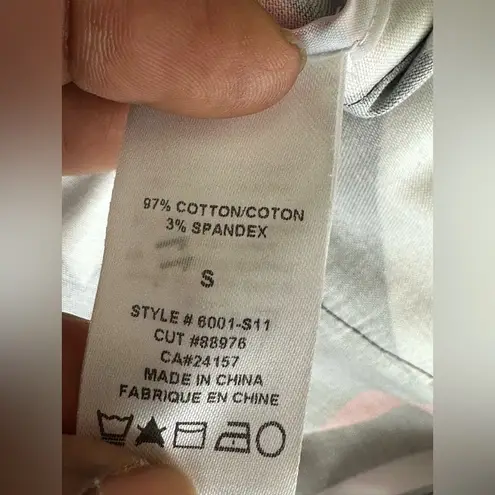 97% COTTON/COTON
3% SPANDEX
S
STYLE # 6001-S11
CUT #88976
CA#24157
MADE IN CHINA
FABRIQUE EN CHINE